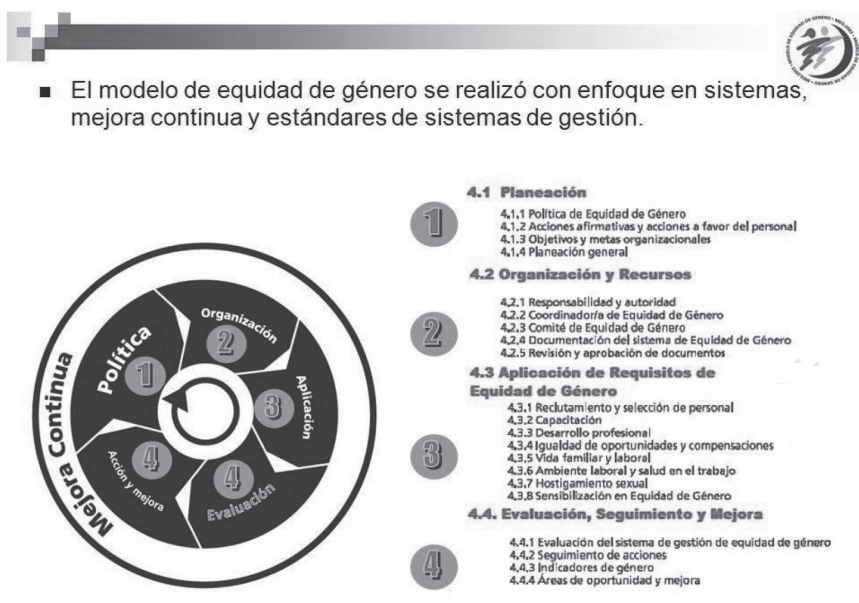 ■ El modelo de equidad de género se realizó con enfoque en sistemas,
mejora continua y estándares de sistemas de gestión.
Mejora Continua
Política
1
Organización
2
Aplicación
3
Evaluación
4
Acción y mejora
4
4.1 Planeación
1
4.1.1 Política de Equidad de Género
4.1.2 Acciones afirmativas y acciones a favor del personal
4.1.3 Objetivos y metas organizacionales
4.1.4 Planeación general
4.2 Organización y Recursos
2
4.2.1 Responsabilidad y autoridad
4.2.2 Coordinador/a de Equidad de Género
4.2.3 Comité de Equidad de Género
4.2.4 Documentación del sistema de Equidad de Género
4.2.5 Revisión y aprobación de documentos
4.3 Aplicación de Requisitos de
Equidad de Género
3
4.3.1 Reclutamiento y selección de personal
4.3.2 Capacitación
4.3.3 Desarrollo profesional
4.3.4 Igualdad de oportunidades y compensaciones
4.3.5 Vida familiar y laboral
4.3.6 Ambiente laboral y salud en el trabajo
4.3.7 Hostigamiento sexual
4.3.8 Sensibilización en Equidad de Género
4.4. Evaluación, Seguimiento y Mejora
4
4.4.1 Evaluación del sistema de gestión de equidad de género
4.4.2 Seguimiento de acciones
4.4.3 Indicadores de género
4.4.4 Áreas de oportunidad y mejora